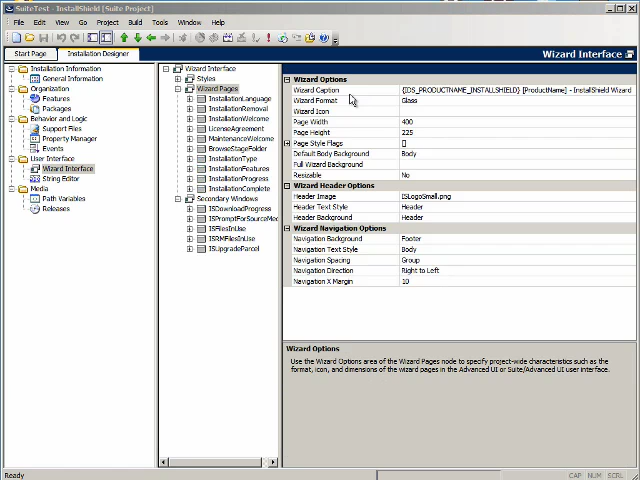 SuiteTest - InstallShield [Suite Project]
File Edit View Go Project Build Tools Window Help
Start Page Installation Designer Wizard Interface
Installation Information
General Information
Organization
Features
Packages
Behavior and Logic
Support Files
Property Manager
Events
User Interface
Wizard Interface
String Editor
Media
Path Variables
Releases
Wizard Interface
Styles
Wizard Pages
InstallationLanguage
InstallationRemoval
InstallationWelcome
LicenseAgreement
MaintenanceWelcome
BrowseStageFolder
InstallationType
InstallationFeatures
InstallationProgress
InstallationComplete
Secondary Windows
ISDownloadProgress
ISPromptForSourceMed
ISFilesInUse
ISRMFilesInUse
ISUpgradeParcel
Wizard Options
Wizard Caption {IDS_PRODUCTNAME_INSTALLSHIELD} [ProductName] - InstallShield Wizard
Wizard Format Glass
Wizard Icon
Page Width 400
Page Height 225
Page Style Flags []
Default Body Background Body
Full Wizard Background
Resizable No
Wizard Header Options
Header Image ISLogoSmall.png
Header Text Style Header
Header Background Header
Wizard Navigation Options
Navigation Background Footer
Navigation Text Style Body
Navigation Spacing Group
Navigation Direction Right to Left
Navigation X Margin 10
Wizard Options
Use the Wizard Options area of the Wizard Pages node to specify project-wide characteristics such as the
format, icon, and dimensions of the wizard pages in the Advanced UI or Suite/Advanced UI user interface.
Ready CAP NUM SCRL